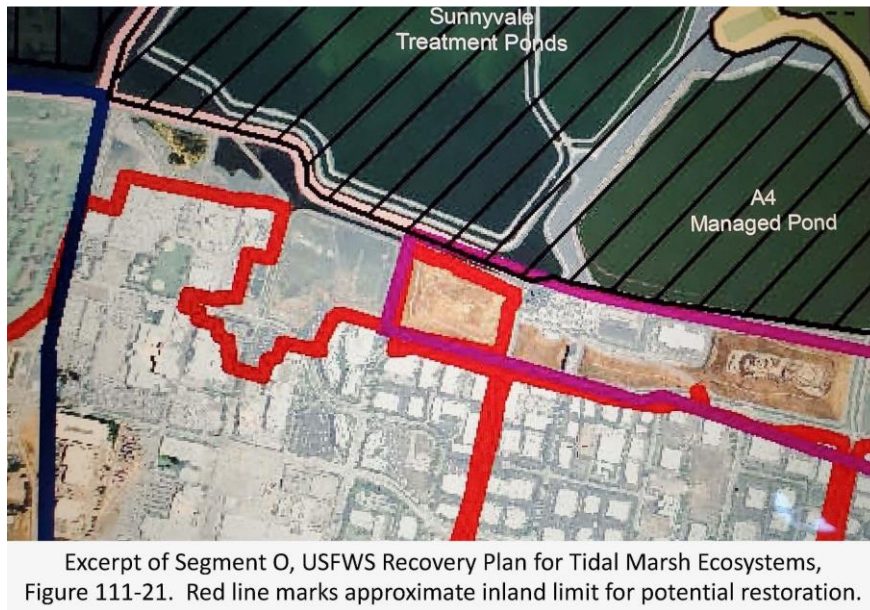 Sunnyvale
Treatment Ponds
A4
Managed Pond
Excerpt of Segment O, USFWS Recovery Plan for Tidal Marsh Ecosystems,
Figure 111-21. Red line marks approximate inland limit for potential restoration.